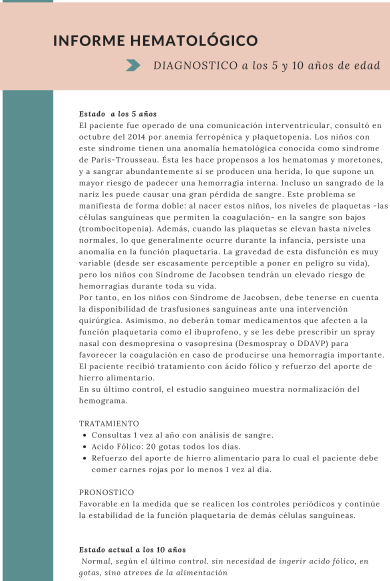 INFORME HEMATOLÓGICO
DIAGNOSTICO a los 5 y 10 años de edad
Estado a los 5 años
El paciente fue operado de una comunicación interventricular, consultó en
octubre del 2014 por anemia ferropénica y plaquetopenia. Los niños con
este síndrome tienen una anomalía hematológica conocida como síndrome
de Paris-Trousseau. Ésta les hace propensos a los hematomas y moretones,
y a sangrar abundantemente si se producen una herida, lo que supone un
mayor riesgo de padecer una hemorragia interna. Incluso un sangrado de la
nariz les puede causar una gran pérdida de sangre. Este problema se
manifiesta de forma doble: al nacer estos niños, los niveles de plaquetas -las
células sanguíneas que permiten la coagulación- en la sangre son bajos
(trombocitopenia). Además, cuando las plaquetas se elevan hasta niveles
normales, lo que generalmente ocurre durante la infancia, persiste una
anomalía en la función plaquetaria. La gravedad de esta disfunción es muy
variable (desde ser escasamente perceptible a poner en peligro su vida),
pero los niños con Síndrome de Jacobsen tendrán un elevado riesgo de
hemorragias durante toda su vida.
Por tanto, en los niños con Síndrome de Jacobsen, debe tenerse en cuenta
la disponibilidad de trasfusiones sanguíneas ante una intervención
quirúrgica. Asimismo, no deberán tomar medicamentos que afecten a la
función plaquetaria como el ibuprofeno, y se les debe prescribir un spray
nasal con desmopresina o vasopresina (Desmospray o DDAVP) para
favorecer la coagulación en caso de producirse una hemorragia importante.
El paciente recibió tratamiento con ácido fólico y refuerzo del aporte de
hierro alimentario.
En su último control, el estudio sanguíneo muestra normalización del
hemograma.
TRATAMIENTO
• Consultas 1 vez al año con análisis de sangre.
• Acido Fólico: 20 gotas todos los días.
• Refuerzo del aporte de hierro alimentario para lo cual el paciente debe
comer carnes rojas por lo menos 1 vez al día.
PRONOSTICO
Favorable en la medida que se realicen los controles periódicos y continúe
la estabilidad de la función plaquetaria de demás células sanguíneas.
Estado actual a los 10 años
Normal, según el último control. sin necesidad de ingerir acido fólico, en
gotas, sino atreves de la alimentación